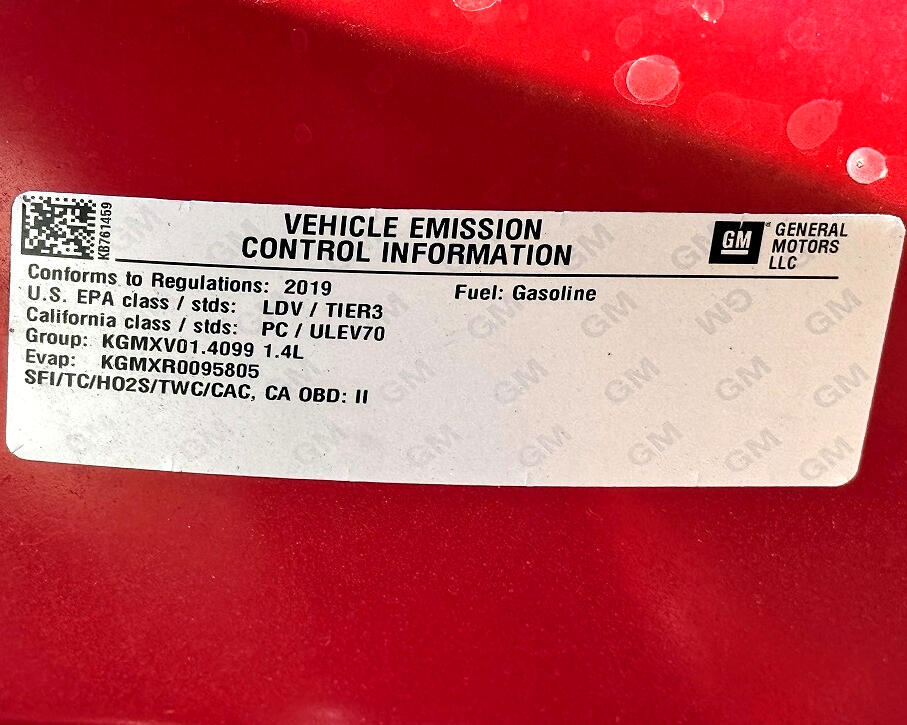 KB761459
VEHICLE EMISSION
CONTROL INFORMATION
GM
GENERAL
MOTORS
LLC
Conforms to Regulations: 2019
Fuel: Gasoline
U.S. EPA class / stds: LDV / TIER3
California class / stds: PC / ULEV70
Group: KGMXV01.4099 1.4L
Evap: KGMXR0095805
SFI/TC/HO2S/TWC/CAC, CA OBD: II